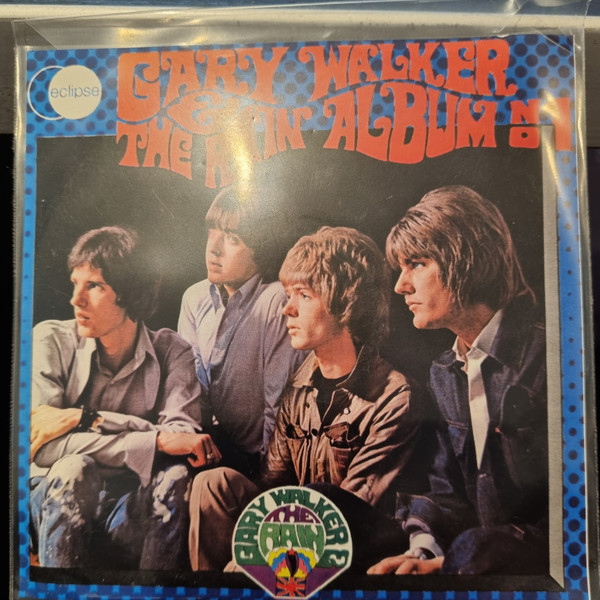 eclipse
GARY WALKER
&
THE RAIN ALBUM NO 1
GARY WALKER &
THE
RAIN